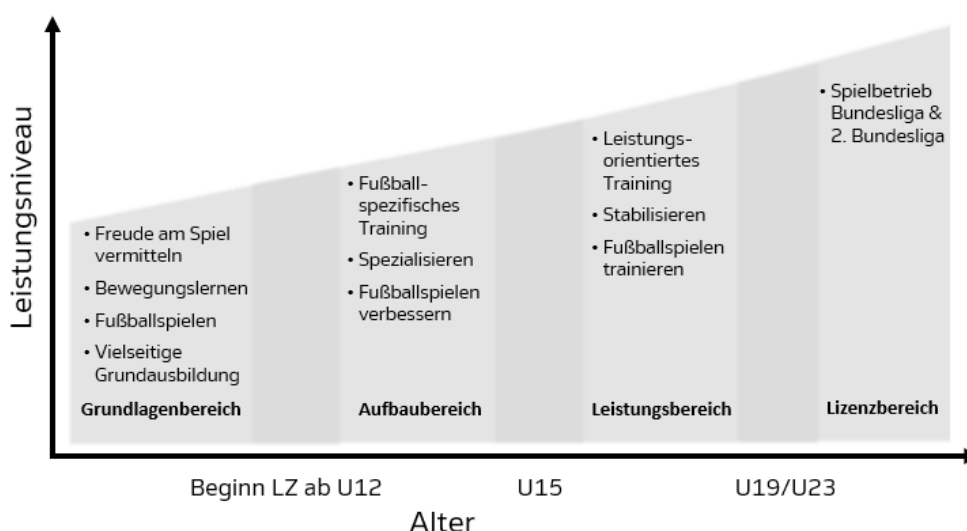 Leistungsniveau
• Freude am Spiel
vermitteln
• Bewegungslernen
• Fußballspielen
• Vielseitige
Grundausbildung
Grundlagenbereich
• Fußball-
spezifisches
Training
• Spezialisieren
• Fußballspielen
verbessern
Aufbaubereich
• Leistungs-
orientiertes
Training
• Stabilisieren
• Fußballspielen
trainieren
Leistungsbereich
• Spielbetrieb
Bundesliga &
2. Bundesliga
Lizenzbereich
Beginn LZ ab U12
U15
U19/U23
Alter